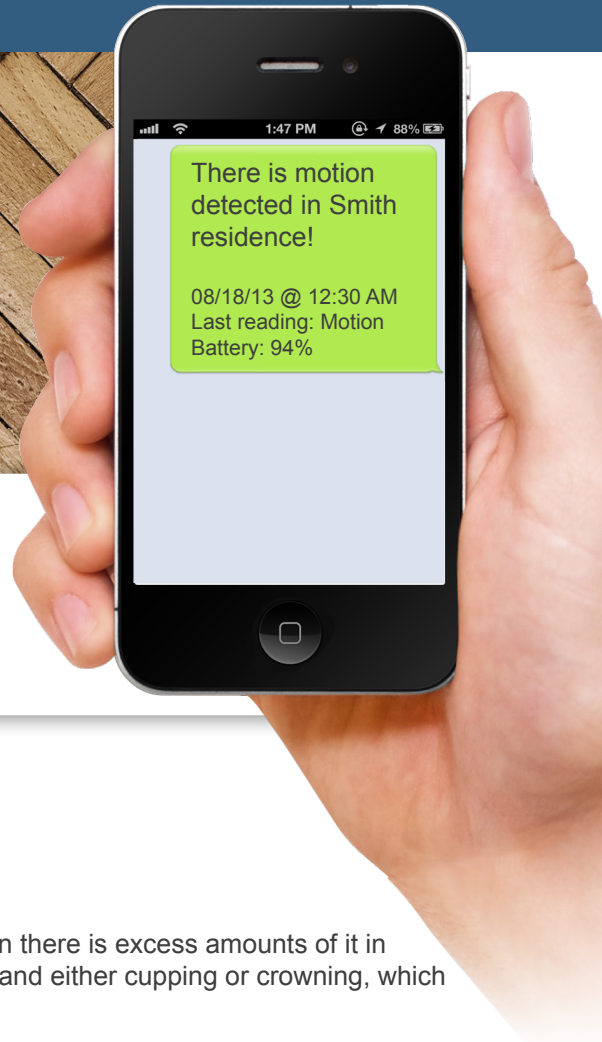 1:47 PM 88%
There is motion
detected in Smith
residence!
08/18/13 @ 12:30 AM
Last reading: Motion
Battery: 94%
there is excess amounts of it in
and either cupping or crowning, which